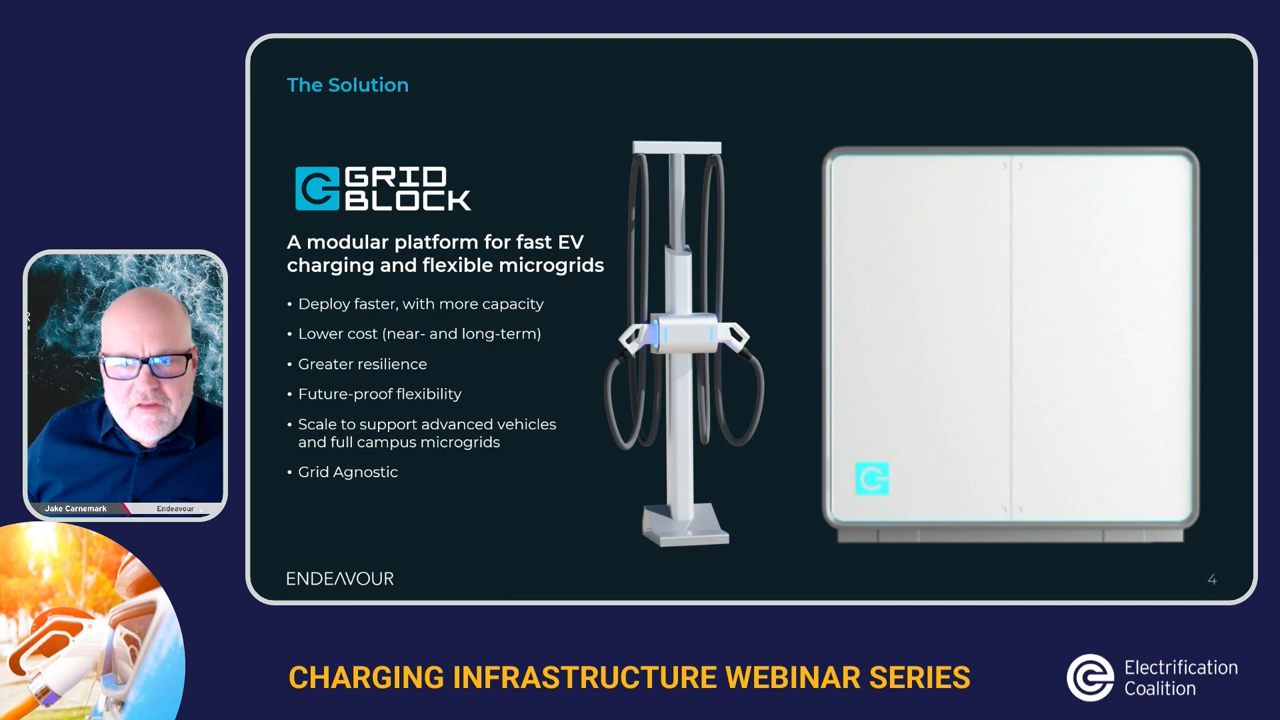 The Solution
GRID
BLOCK
A modular platform for fast EV
charging and flexible microgrids
• Deploy faster, with more capacity
• Lower cost (near- and long-term)
• Greater resilience
• Future-proof flexibility
• Scale to support advanced vehicles
and full campus microgrids
• Grid Agnostic
ENDEAVOUR
4
Jake Carnemark
Endeavour
CHARGING INFRASTRUCTURE WEBINAR SERIES
Electrification
Coalition